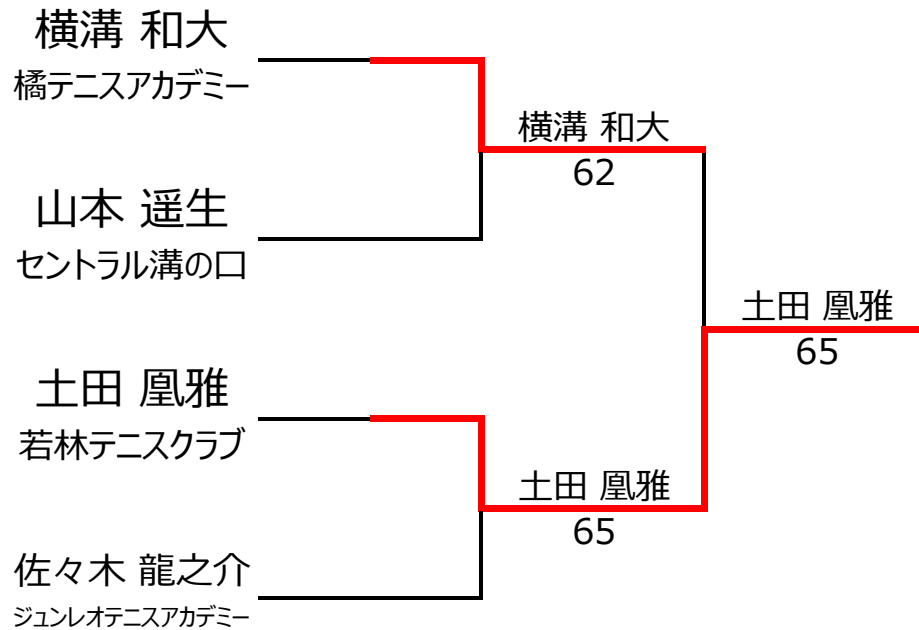 横溝 和大
橘テニスアカデミー
横溝 和大
62
山本 遥生
セントラル溝の口
土田 凰雅
65
土田 凰雅
若林テニスクラブ
土田 凰雅
65
佐々木 龍之介
ジュンレオテニスアカデミー